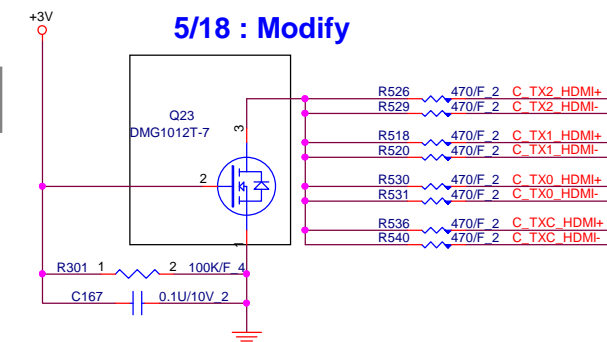 +3V
5/18 : Modify
Q23
DMG1012T-7
3
2
1
R526 470/F_2 C_TX2_HDMI+
R529 470/F_2 C_TX2_HDMI-
R518 470/F_2 C_TX1_HDMI+
R520 470/F_2 C_TX1_HDMI-
R530 470/F_2 C_TX0_HDMI+
R531 470/F_2 C_TX0_HDMI-
R536 470/F_2 C_TXC_HDMI+
R540 470/F_2 C_TXC_HDMI-
R301 1 2 100K/F_4
C167 0.1U/10V_2